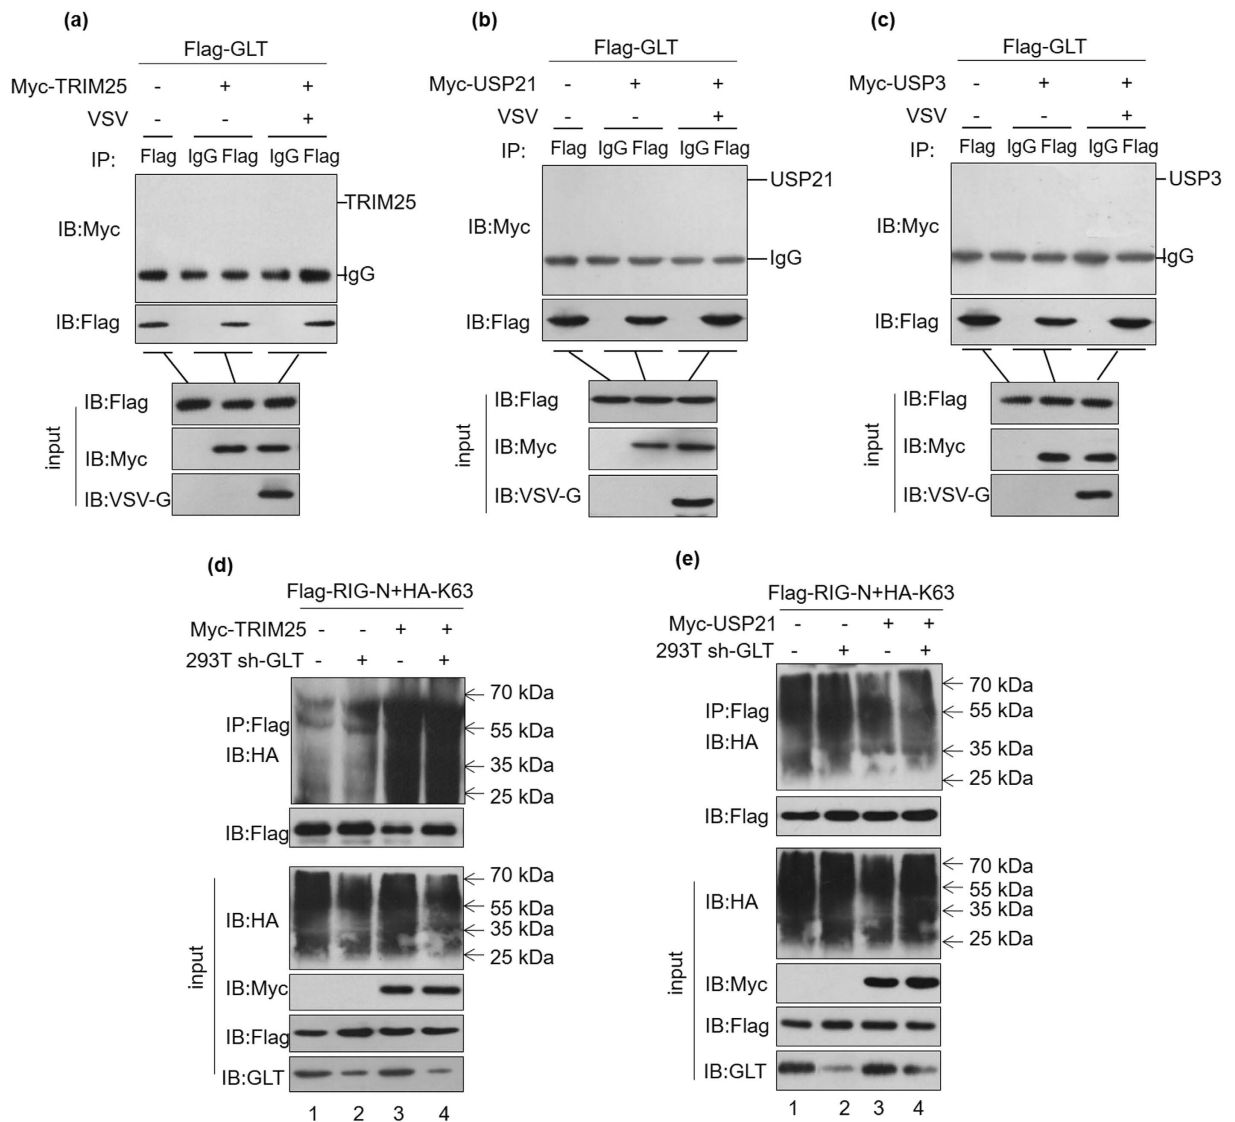 (a)
Flag-GLT
Myc-TRIM25 - + +
VSV - - +
IP: Flag IgG Flag IgG Flag
TRIM25
IB:Myc
IgG
IB:Flag
input
IB:Flag
IB:Myc
IB:VSV-G
(b)
Flag-GLT
Myc-USP21 - + +
VSV - - +
IP: Flag IgG Flag IgG Flag
USP21
IB:Myc
IgG
IB:Flag
input
IB:Flag
IB:Myc
IB:VSV-G
(c)
Flag-GLT
Myc-USP3 - + +
VSV - - +
IP: Flag IgG Flag IgG Flag
USP3
IB:Myc
IgG
IB:Flag
input
IB:Flag
IB:Myc
IB:VSV-G
(d)
Flag-RIG-N+HA-K63
Myc-TRIM25 - - + +
293T sh-GLT - + - +
70 kDa
IP:Flag
55 kDa
IB:HA
35 kDa
25 kDa
IB:Flag
input
70 kDa
IB:HA
55 kDa
35 kDa
25 kDa
IB:Myc
IB:Flag
IB:GLT
1 2 3 4
(e)
Flag-RIG-N+HA-K63
Myc-USP21 - - + +
293T sh-GLT - + - +
70 kDa
IP:Flag
55 kDa
IB:HA
35 kDa
25 kDa
IB:Flag
input
70 kDa
IB:HA
55 kDa
35 kDa
25 kDa
IB:Myc
IB:Flag
IB:GLT
1 2 3 4